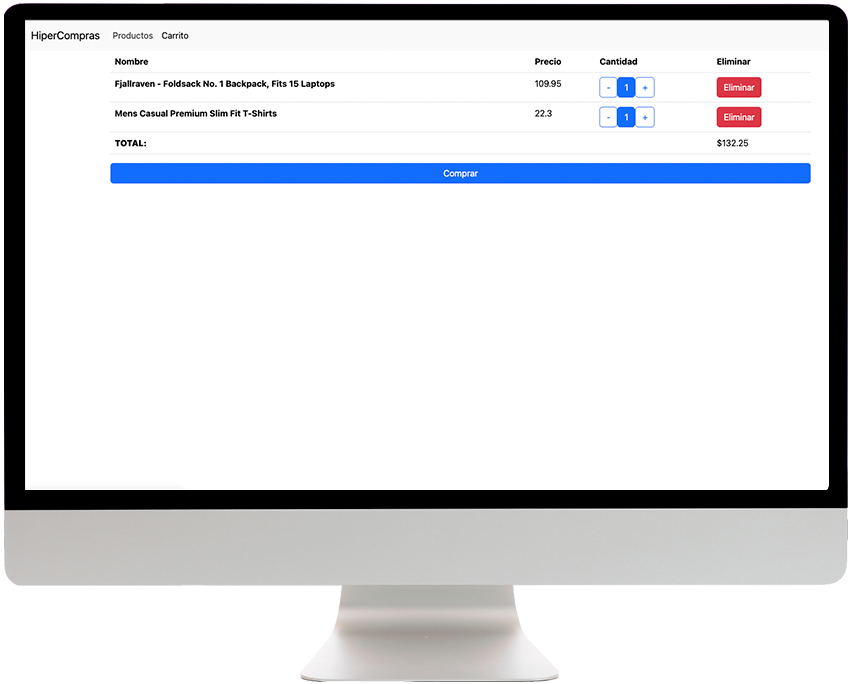 HiperCompras Productos Carrito
Nombre Precio Cantidad Eliminar
Fjallraven - Foldsack No. 1 Backpack, Fits 15 Laptops 109.95 - 1 + Eliminar
Mens Casual Premium Slim Fit T-Shirts 22.3 - 1 + Eliminar
TOTAL: $132.25
Comprar